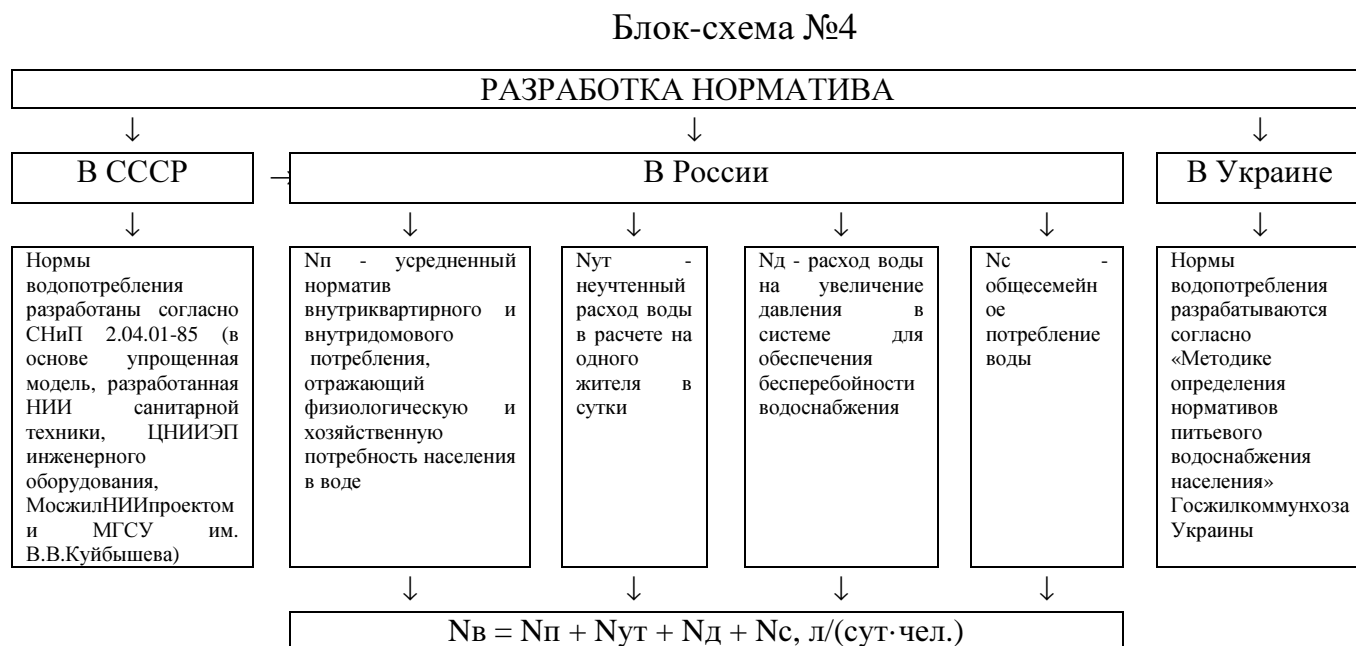 Блок-схема №4
РАЗРАБОТКА НОРМАТИВА
↓ ↓ ↓
В СССР
→
В России
В Украине
↓ ↓ ↓ ↓ ↓ ↓
Нормы
водопотребления
разработаны согласно
СНиП 2.04.01-85 (в
основе упрощенная
модель, разработанная
НИИ санитарной
техники, ЦНИИЭП
инженерного
оборудования,
МосжилНИИпроектом
и МГСУ им.
В.В.Куйбышева)
Nп - усредненный
норматив
внутриквартирного и
внутридомового
потребления,
отражающий
физиологическую и
хозяйственную
потребность населения
в воде
Nут -
неучтенный
расход воды
в расчете на
одного
жителя в
сутки
Nд - расход воды
на увеличение
давления в
системе для
обеспечения
бесперебойности
водоснабжения
Nс -
общесемейн
ое
потребление
воды
Нормы
водопотребления
разрабатываются
согласно
«Методике
определения
нормативов
питьевого
водоснабжения
населения»
Госжилкоммунхоза
Украины
↓ ↓ ↓ ↓
Nв = Nп + Nут + Nд + Nс, л/(сут·чел.)